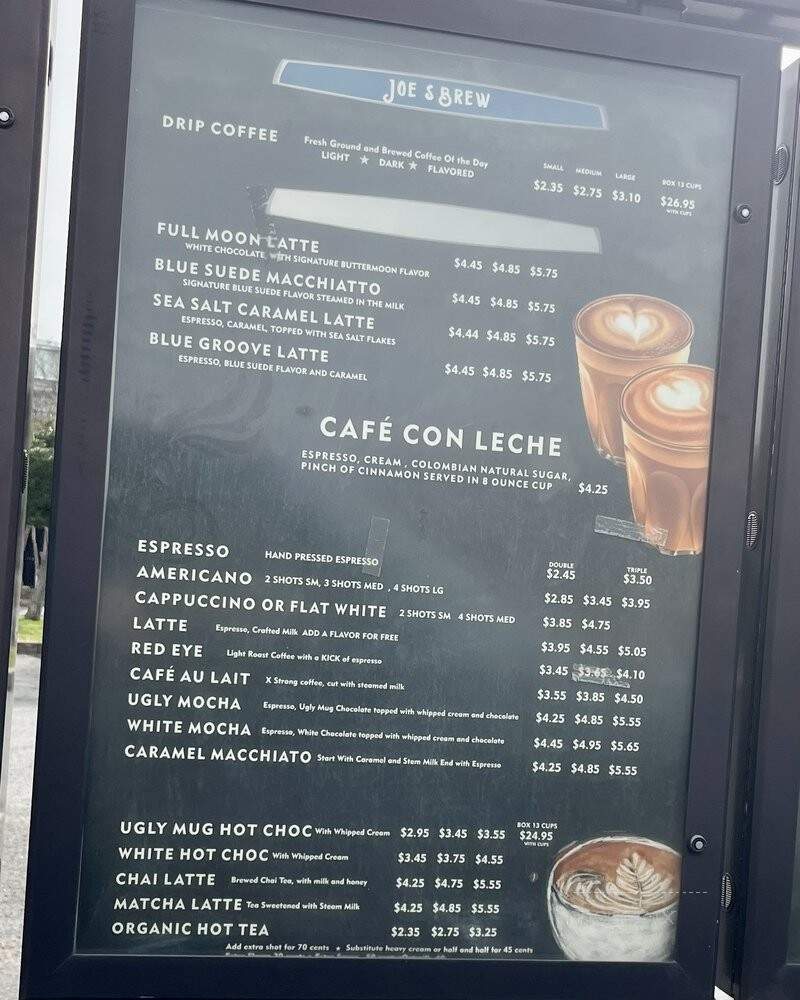 JOE'S BREW
DRIP COFFEE Fresh Ground and Brewed Coffee Of the Day
LIGHT ★ DARK ★ FLAVORED
SMALL MEDIUM LARGE BOX 13 CUPS
$2.35 $2.75 $3.10 $26.95
WITH CUPS
FULL MOON LATTE
WHITE CHOCOLATE, WITH SIGNATURE BUTTERMOON FLAVOR $4.45 $4.85 $5.75
BLUE SUEDE MACCHIATTO
SIGNATURE BLUE SUEDE FLAVOR STEAMED IN THE MILK $4.45 $4.85 $5.75
SEA SALT CARAMEL LATTE
ESPRESSO, CARAMEL, TOPPED WITH SEA SALT FLAKES $4.44 $4.85 $5.75
BLUE GROOVE LATTE
ESPRESSO, BLUE SUEDE FLAVOR AND CARAMEL $4.45 $4.85 $5.75
CAFÉ CON LECHE
ESPRESSO, CREAM , COLOMBIAN NATURAL SUGAR,
PINCH OF CINNAMON SERVED IN 8 OUNCE CUP $4.25
DOUBLE TRIPLE
ESPRESSO HAND PRESSED ESPRESSO $2.45 $3.50
AMERICANO 2 SHOTS SM, 3 SHOTS MED , 4 SHOTS LG $2.85 $3.45 $3.95
CAPPUCCINO OR FLAT WHITE 2 SHOTS SM 4 SHOTS MED $3.85 $4.75
LATTE Espresso, Crafted Milk ADD A FLAVOR FOR FREE $3.95 $4.55 $5.05
RED EYE Light Roast Coffee with a KICK of espresso $3.45 $3.65 $4.10
CAFÉ AU LAIT X Strong coffee, cut with steamed milk $3.55 $3.85 $4.50
UGLY MOCHA Espresso, Ugly Mug Chocolate topped with whipped cream and chocolate $4.25 $4.85 $5.55
WHITE MOCHA Espresso, White Chocolate topped with whipped cream and chocolate $4.45 $4.95 $5.65
CARAMEL MACCHIATO Start With Caramel and Stem Milk End with Espresso $4.25 $4.85 $5.55
BOX 13 CUPS
UGLY MUG HOT CHOC With Whipped Cream $2.95 $3.45 $3.55 $24.95
WITH CUPS
WHITE HOT CHOC With Whipped Cream $3.45 $3.75 $4.55
CHAI LATTE Brewed Chai Tea, with milk and honey $4.25 $4.75 $5.55
MATCHA LATTE Tea Sweetened with Steam Milk $4.25 $4.85 $5.55
ORGANIC HOT TEA $2.35 $2.75 $3.25
Add extra shot for 70 cents ★ Substitute heavy cream or half and half for 45 cents